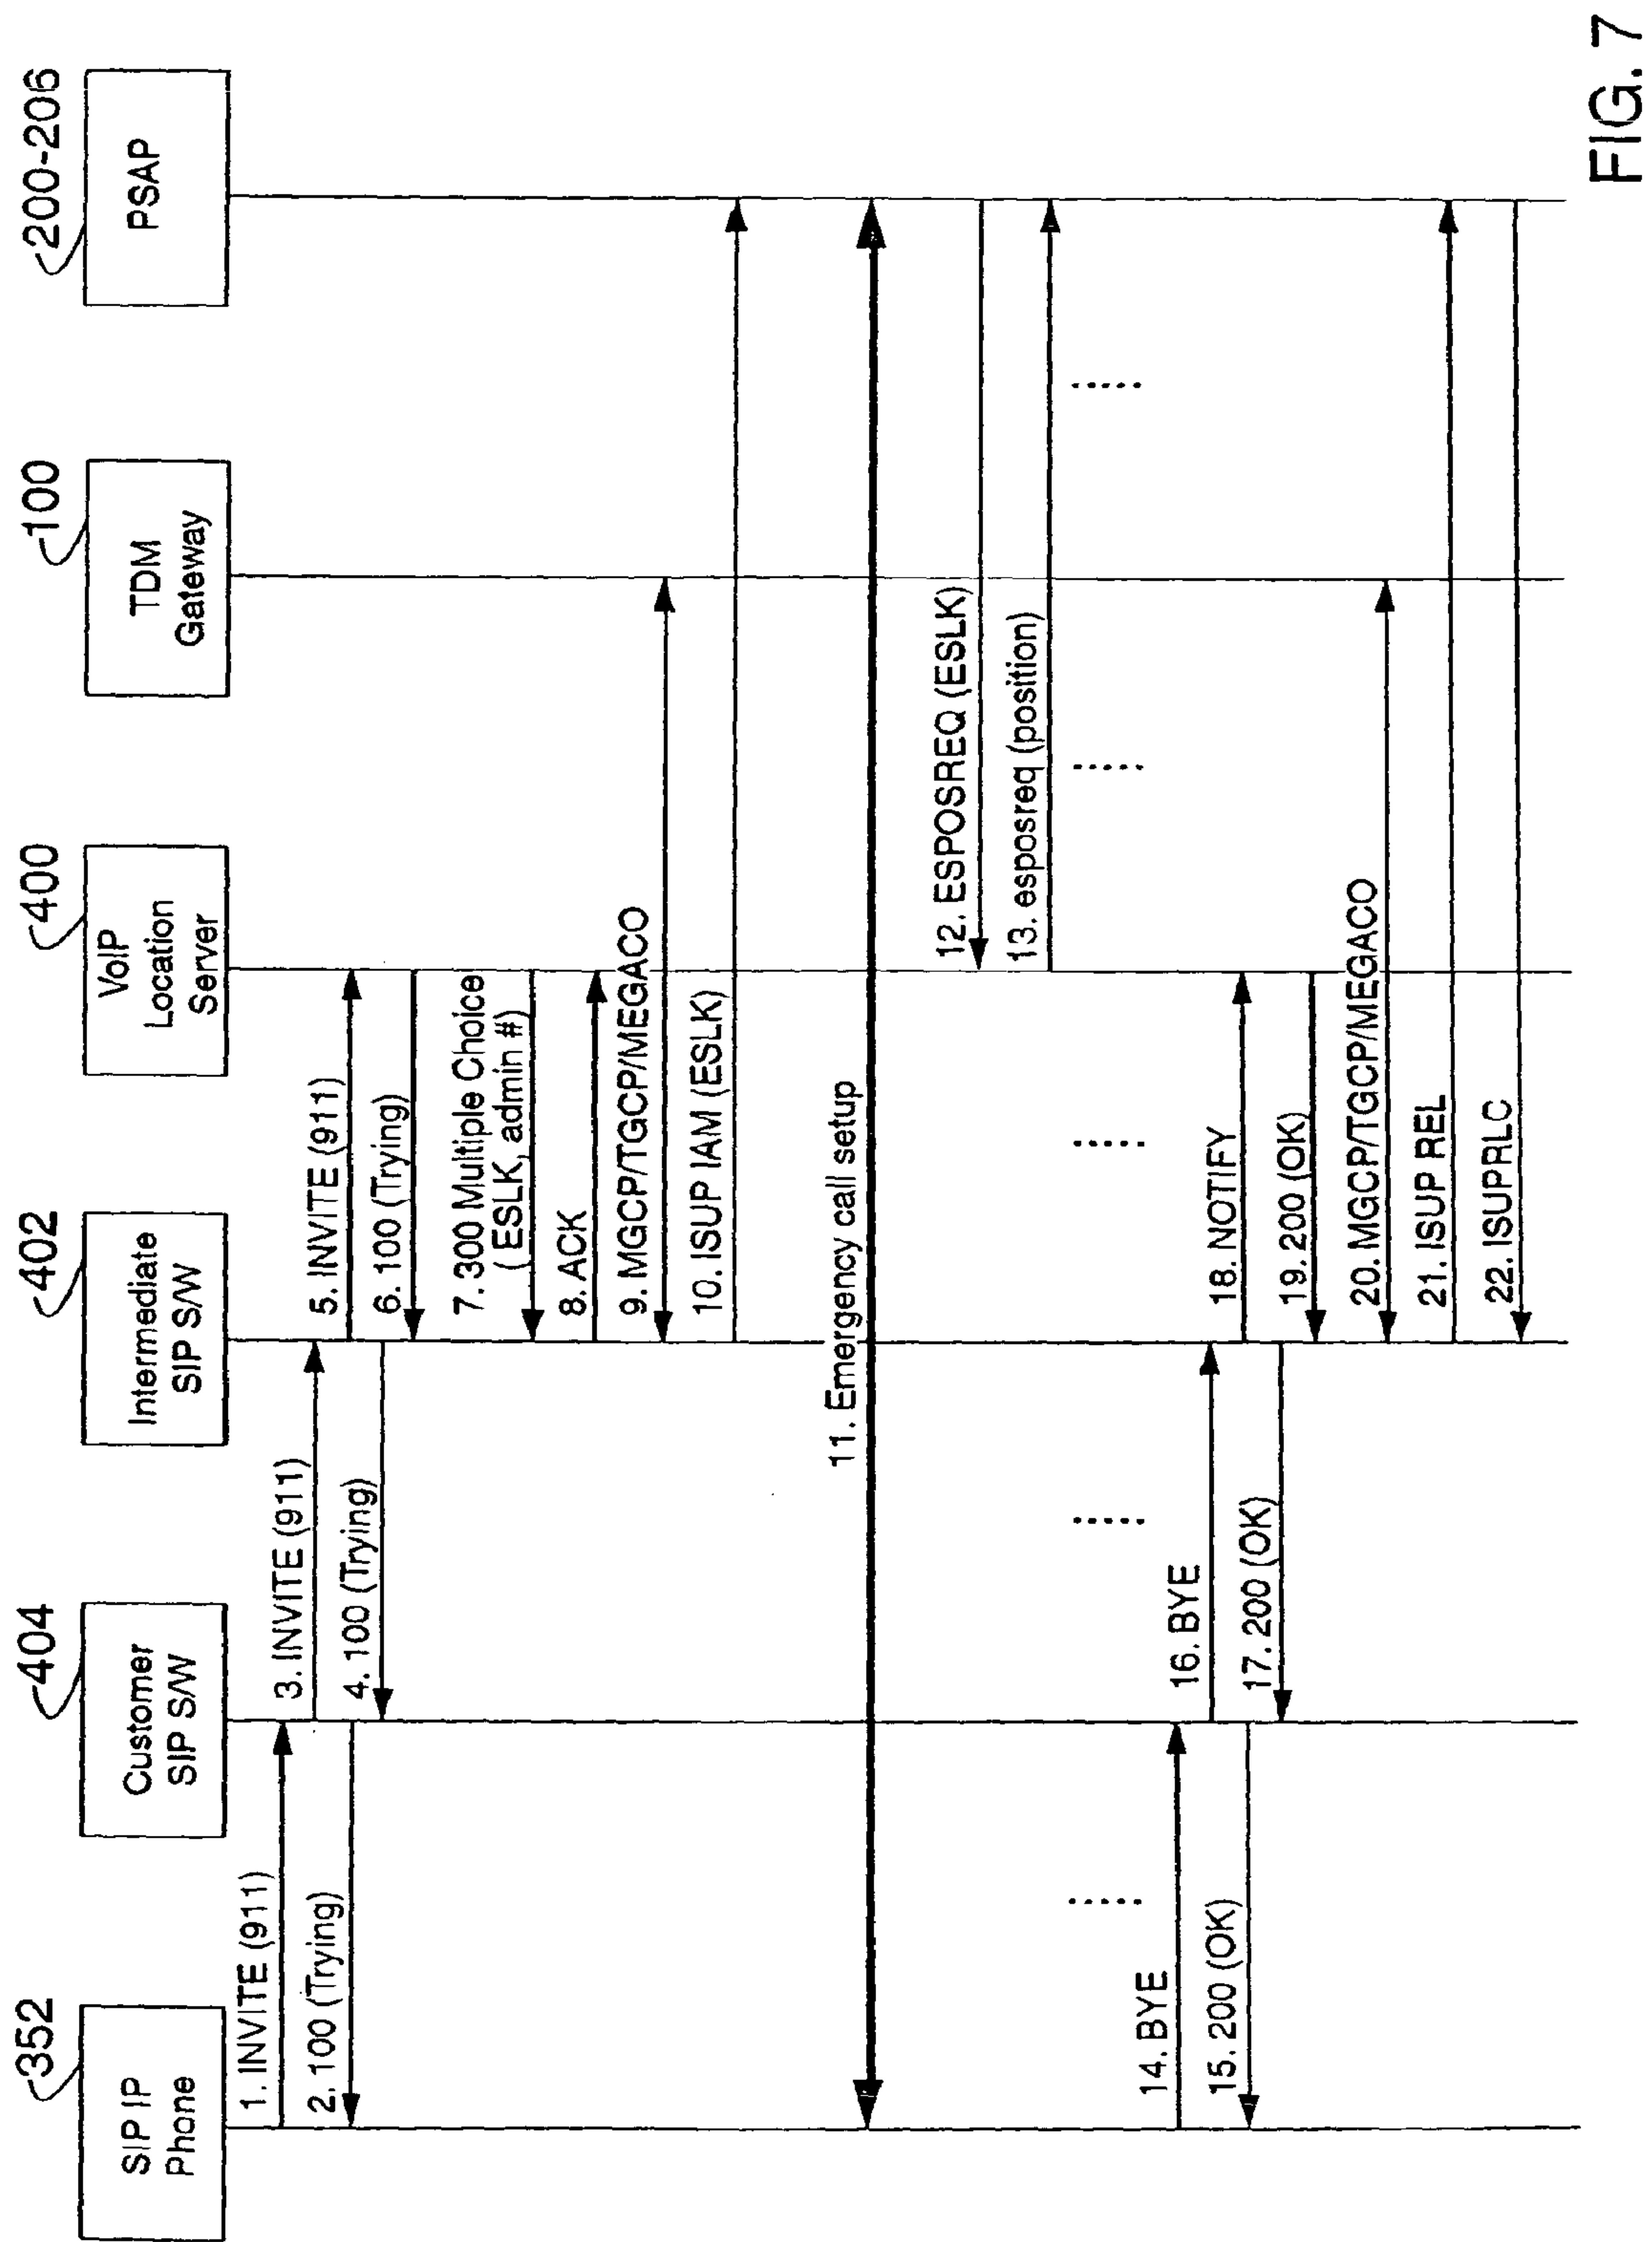 352
SIP IP
Phone
404
Customer
SIP S/W
402
Intermediate
SIP S/W
400
VoIP
Location
Server
100
TDM
Gateway
200-206
PSAP
1. INVITE (911)
2. 100 (Trying)
3. INVITE (911)
4. 100 (Trying)
5. INVITE (911)
6. 100 (Trying)
7. 300 Multiple Choice
( ESLK, admin #)
8. ACK
9. MGCP/TGCP/MEGACO
10. ISUP IAM (ESLK)
11. Emergency call setup
12. ESPOSREQ (ESLK)
13. esposreq (position)
14. BYE
15. 200 (OK)
16. BYE
17. 200 (OK)
18. NOTIFY
19. 200 (OK)
20. MGCP/TGCP/MEGACO
21. ISUP REL
22. ISUPRLC
FIG. 7